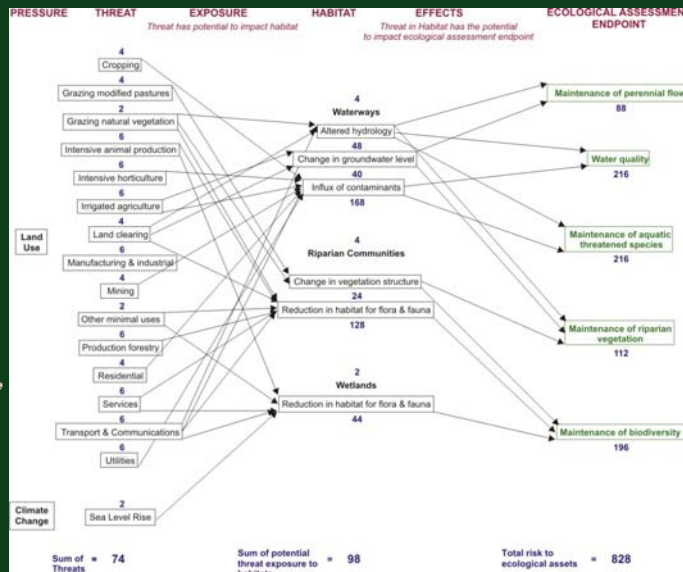 PRESSURE THREAT EXPOSURE HABITAT EFFECTS ECOLOGICAL ASSESSMEN
ENDPOINT
Threat has potential to impact habitat
Threat in Habitat has the potential
to impact ecological assessment endpoint
4
Cropping
4
Grazing modified pastures
2
Grazing natural vegetation
6
Intensive animal production
6
Intensive horticulture
6
Irrigated agriculture
4
Land clearing
6
Manufacturing & industrial
4
Mining
2
Other minimal uses
6
Production forestry
4
Residential
6
Services
6
Transport & Communications
6
Utilities
2
Sea Level Rise
Land
Use
Climate
Change
4
Waterways
Altered hydrology
48
Change in groundwater level
40
Influx of contaminants
168
4
Riparian Communities
Change in vegetation structure
24
Reduction in habitat for flora & fauna
128
2
Wetlands
Reduction in habitat for flora & fauna
44
Maintenance of perennial flow
88
Water quality
216
Maintenance of aquatic
threatened species
216
Maintenance of riparian
vegetation
112
Maintenance of biodiversity
196
Sum of
Threats = 74
Sum of potential
threat exposure to = 98
Total risk to
ecological assets = 828